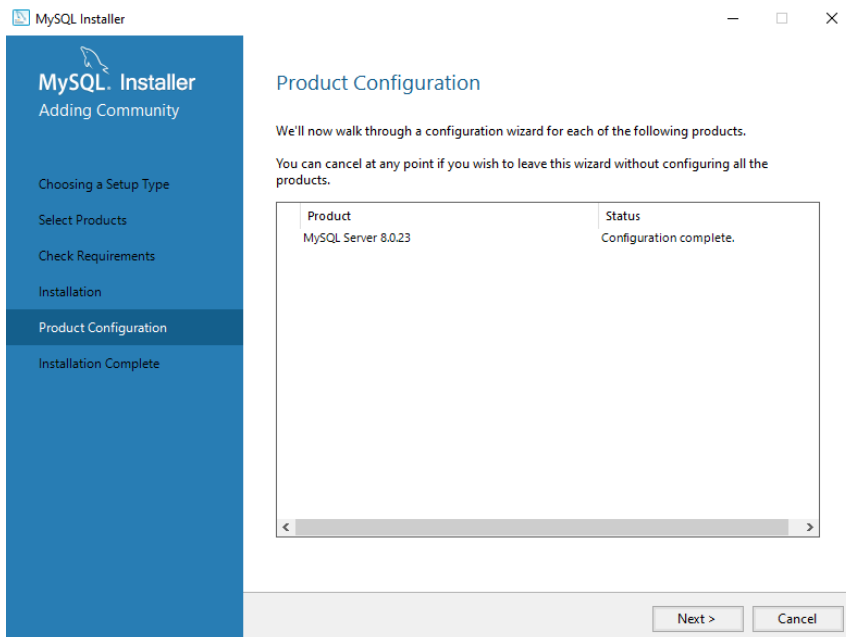 MySQL Installer
MySQL. Installer
Adding Community
Choosing a Setup Type
Select Products
Check Requirements
Installation
Product Configuration
Installation Complete
Product Configuration
We'll now walk through a configuration wizard for each of the following products.
You can cancel at any point if you wish to leave this wizard without configuring all the
products.
Product Status
MySQL Server 8.0.23 Configuration complete.
Next > Cancel